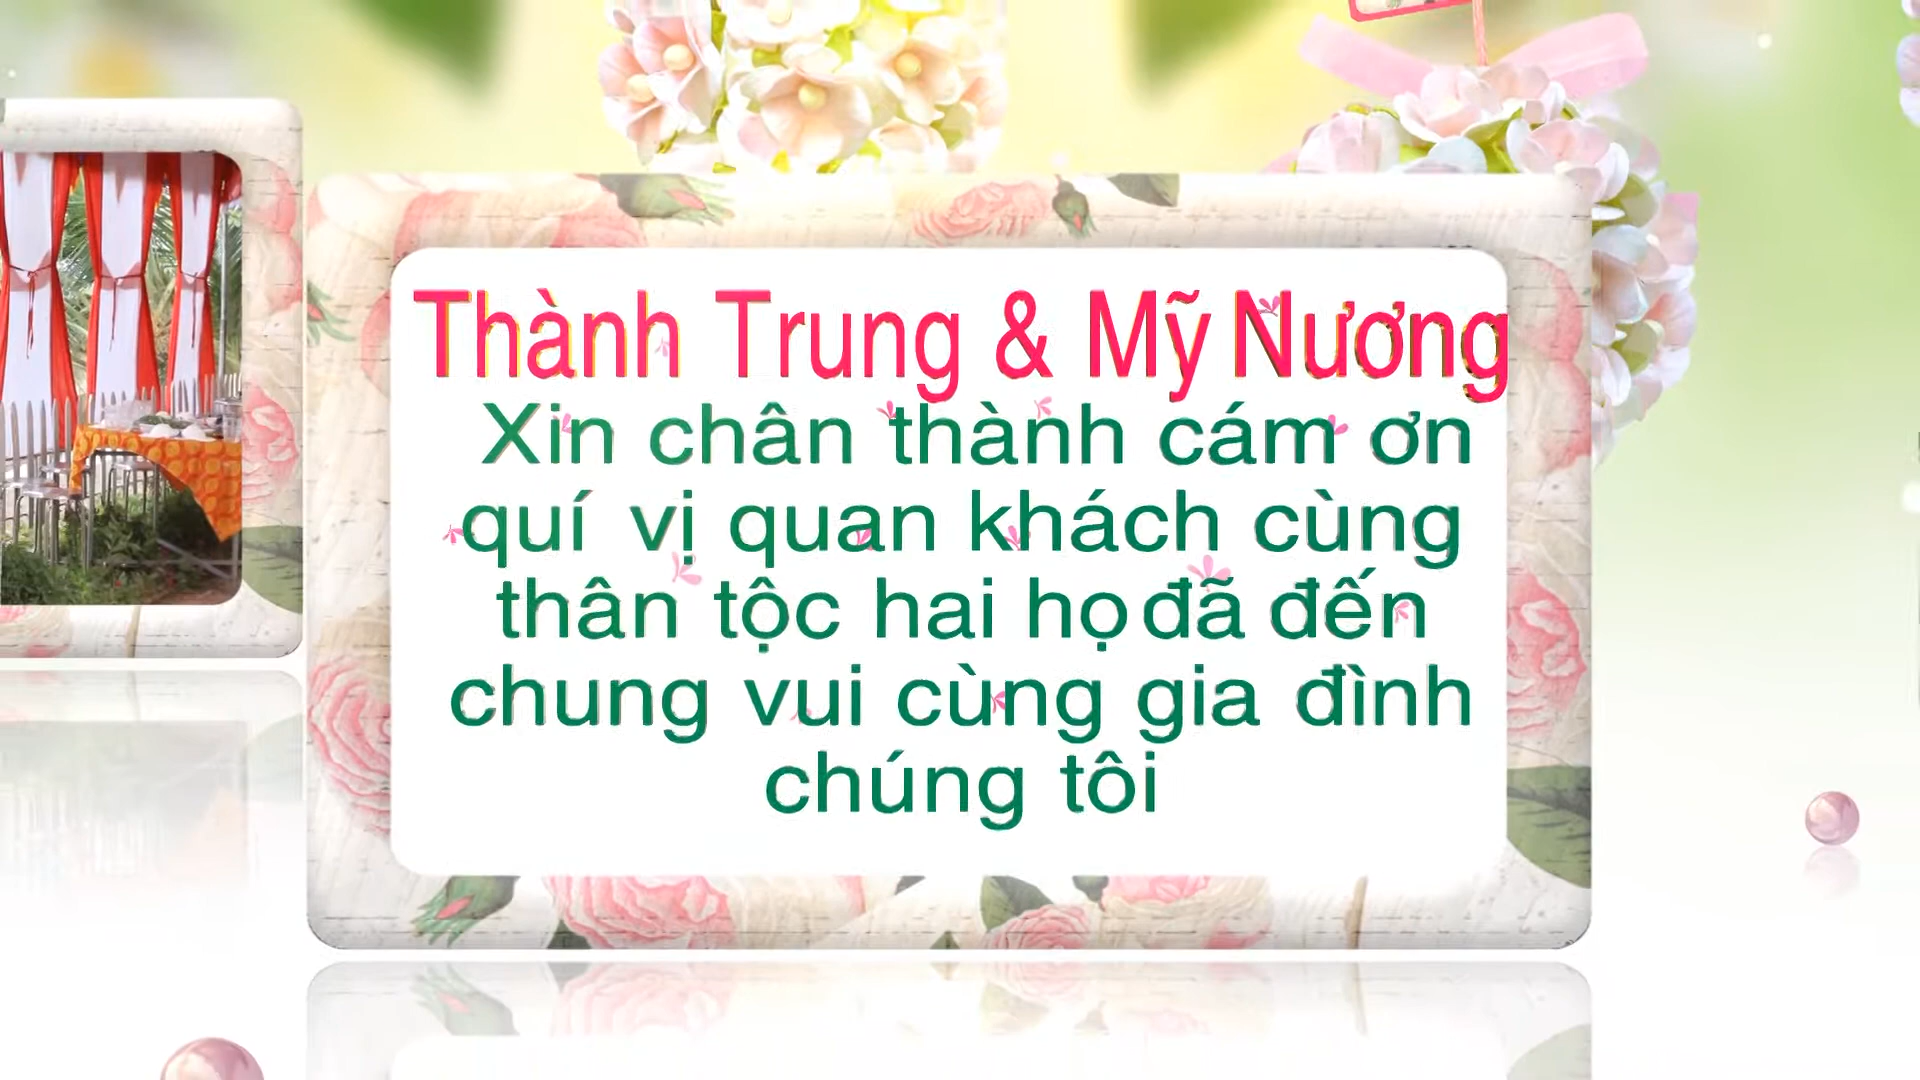 Thành Trung & Mỹ Nương
Xin chân thành cám ơn
quí vị quan khách cùng
thân tộc hai họ đã đến
chung vui cùng gia đình
chúng tôi